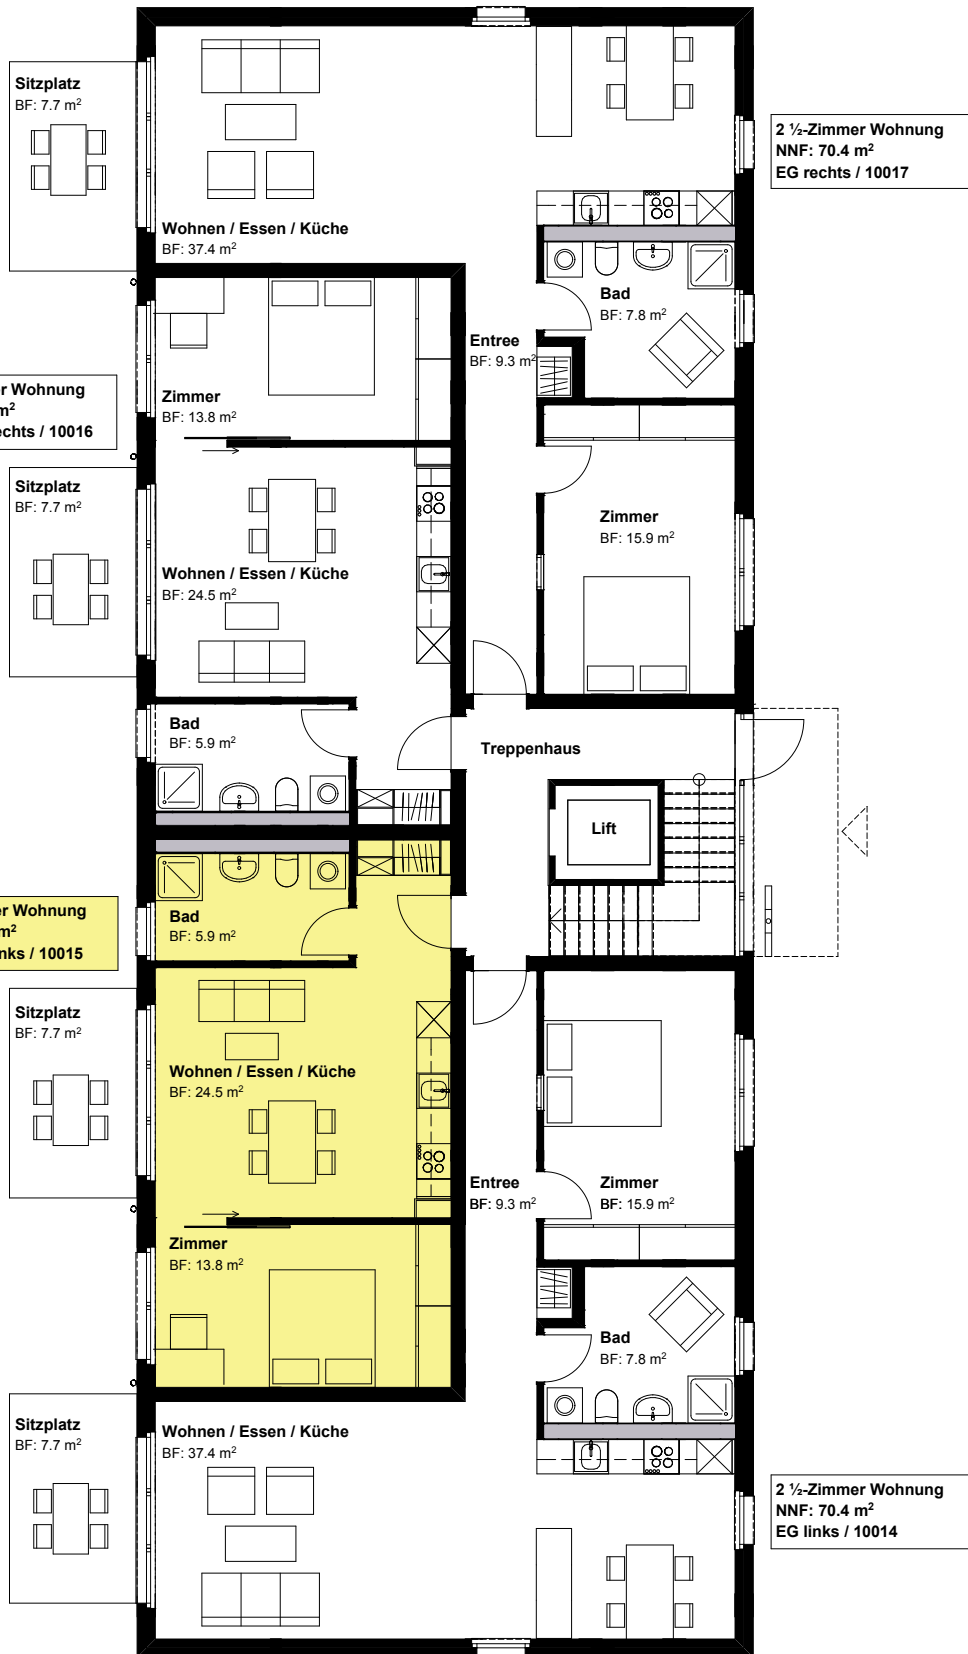 Sitzplatz
BF: 7.7 m²
2 ½-Zimmer Wohnung
NNF: 70.4 m²
EG rechts / 10017
Wohnen / Essen / Küche
BF: 37.4 m²
Bad
BF: 7.8 m²
Entree
BF: 9.3 m²
Wohnung
m²
/ 10016
Zimmer
BF: 13.8 m²
Sitzplatz
BF: 7.7 m²
Zimmer
BF: 15.9 m²
Wohnen / Essen / Küche
BF: 24.5 m²
Bad
BF: 5.9 m²
Treppenhaus
Lift
Wohnung
m²
/ 10015
Bad
BF: 5.9 m²
Sitzplatz
BF: 7.7 m²
Wohnen / Essen / Küche
BF: 24.5 m²
Entree
BF: 9.3 m²
Zimmer
BF: 15.9 m²
Zimmer
BF: 13.8 m²
Bad
BF: 7.8 m²
Sitzplatz
BF: 7.7 m²
Wohnen / Essen / Küche
BF: 37.4 m²
2 ½-Zimmer Wohnung
NNF: 70.4 m²
EG links / 10014